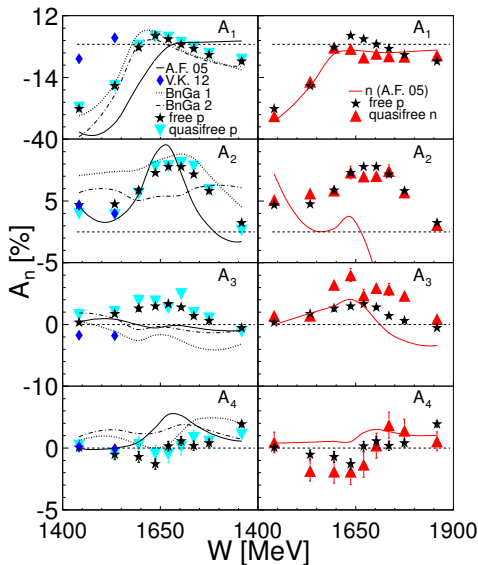 12
A1
A1
-14
A.F. 05
V.K. 12
BnGa 1
BnGa 2
free p
quasifree p
n (A.F. 05)
free p
quasifree n
-40
A2
A2
5
An [%]
-5
A3
A3
0
-10
A4
A4
0
-5
1400
1650
1400
1650
1900
W [MeV]
W [MeV]